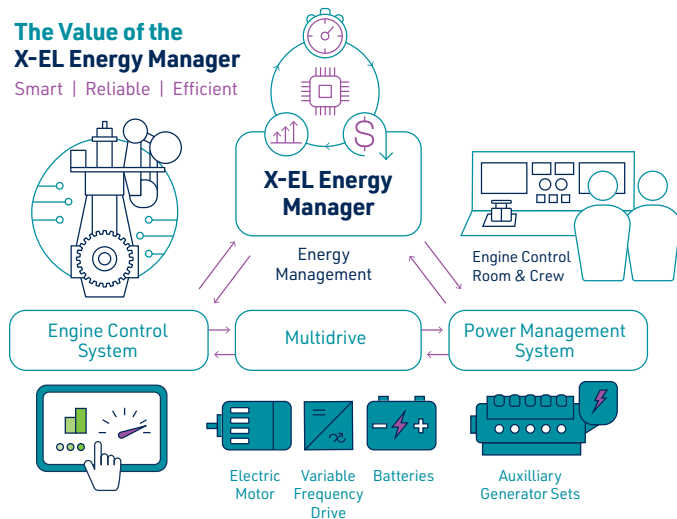 The Value of the
X-EL Energy Manager
Smart | Reliable | Efficient
$
X-EL Energy
Manager
Energy
Management
Engine Control
Room & Crew
Engine Control
System
Multidrive
Power Management
System
Electric
Motor
Variable
Frequency
Drive
Batteries
Auxilliary
Generator Sets